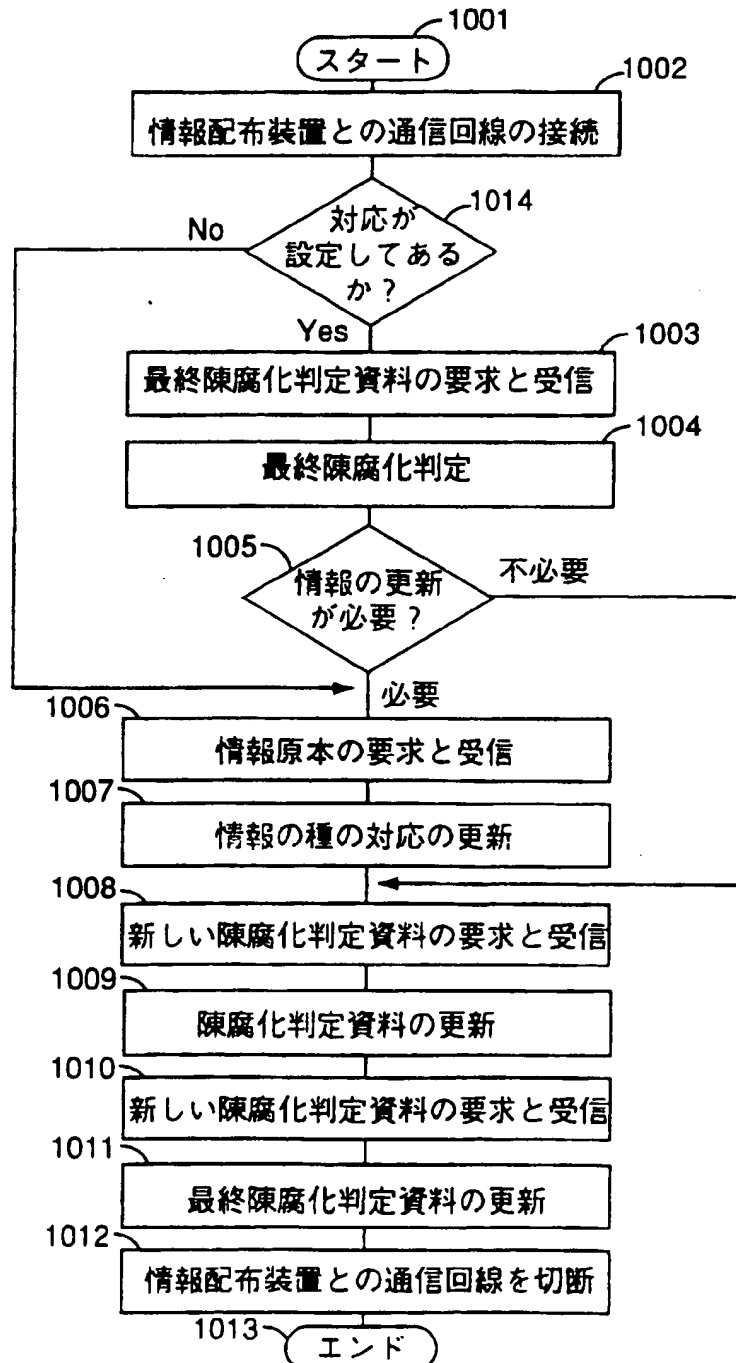 1001
スタート
1002
情報配布装置との通信回線の接続
1014
対応が
設定してある
か？
No
Yes
1003
最終陳腐化判定資料の要求と受信
1004
最終陳腐化判定
1005
情報の更新
が必要？
不必要
必要
1006
情報原本の要求と受信
1007
情報の種の対応の更新
1008
新しい陳腐化判定資料の要求と受信
1009
陳腐化判定資料の更新
1010
新しい陳腐化判定資料の要求と受信
1011
最終陳腐化判定資料の更新
1012
情報配布装置との通信回線を切断
1013
エンド